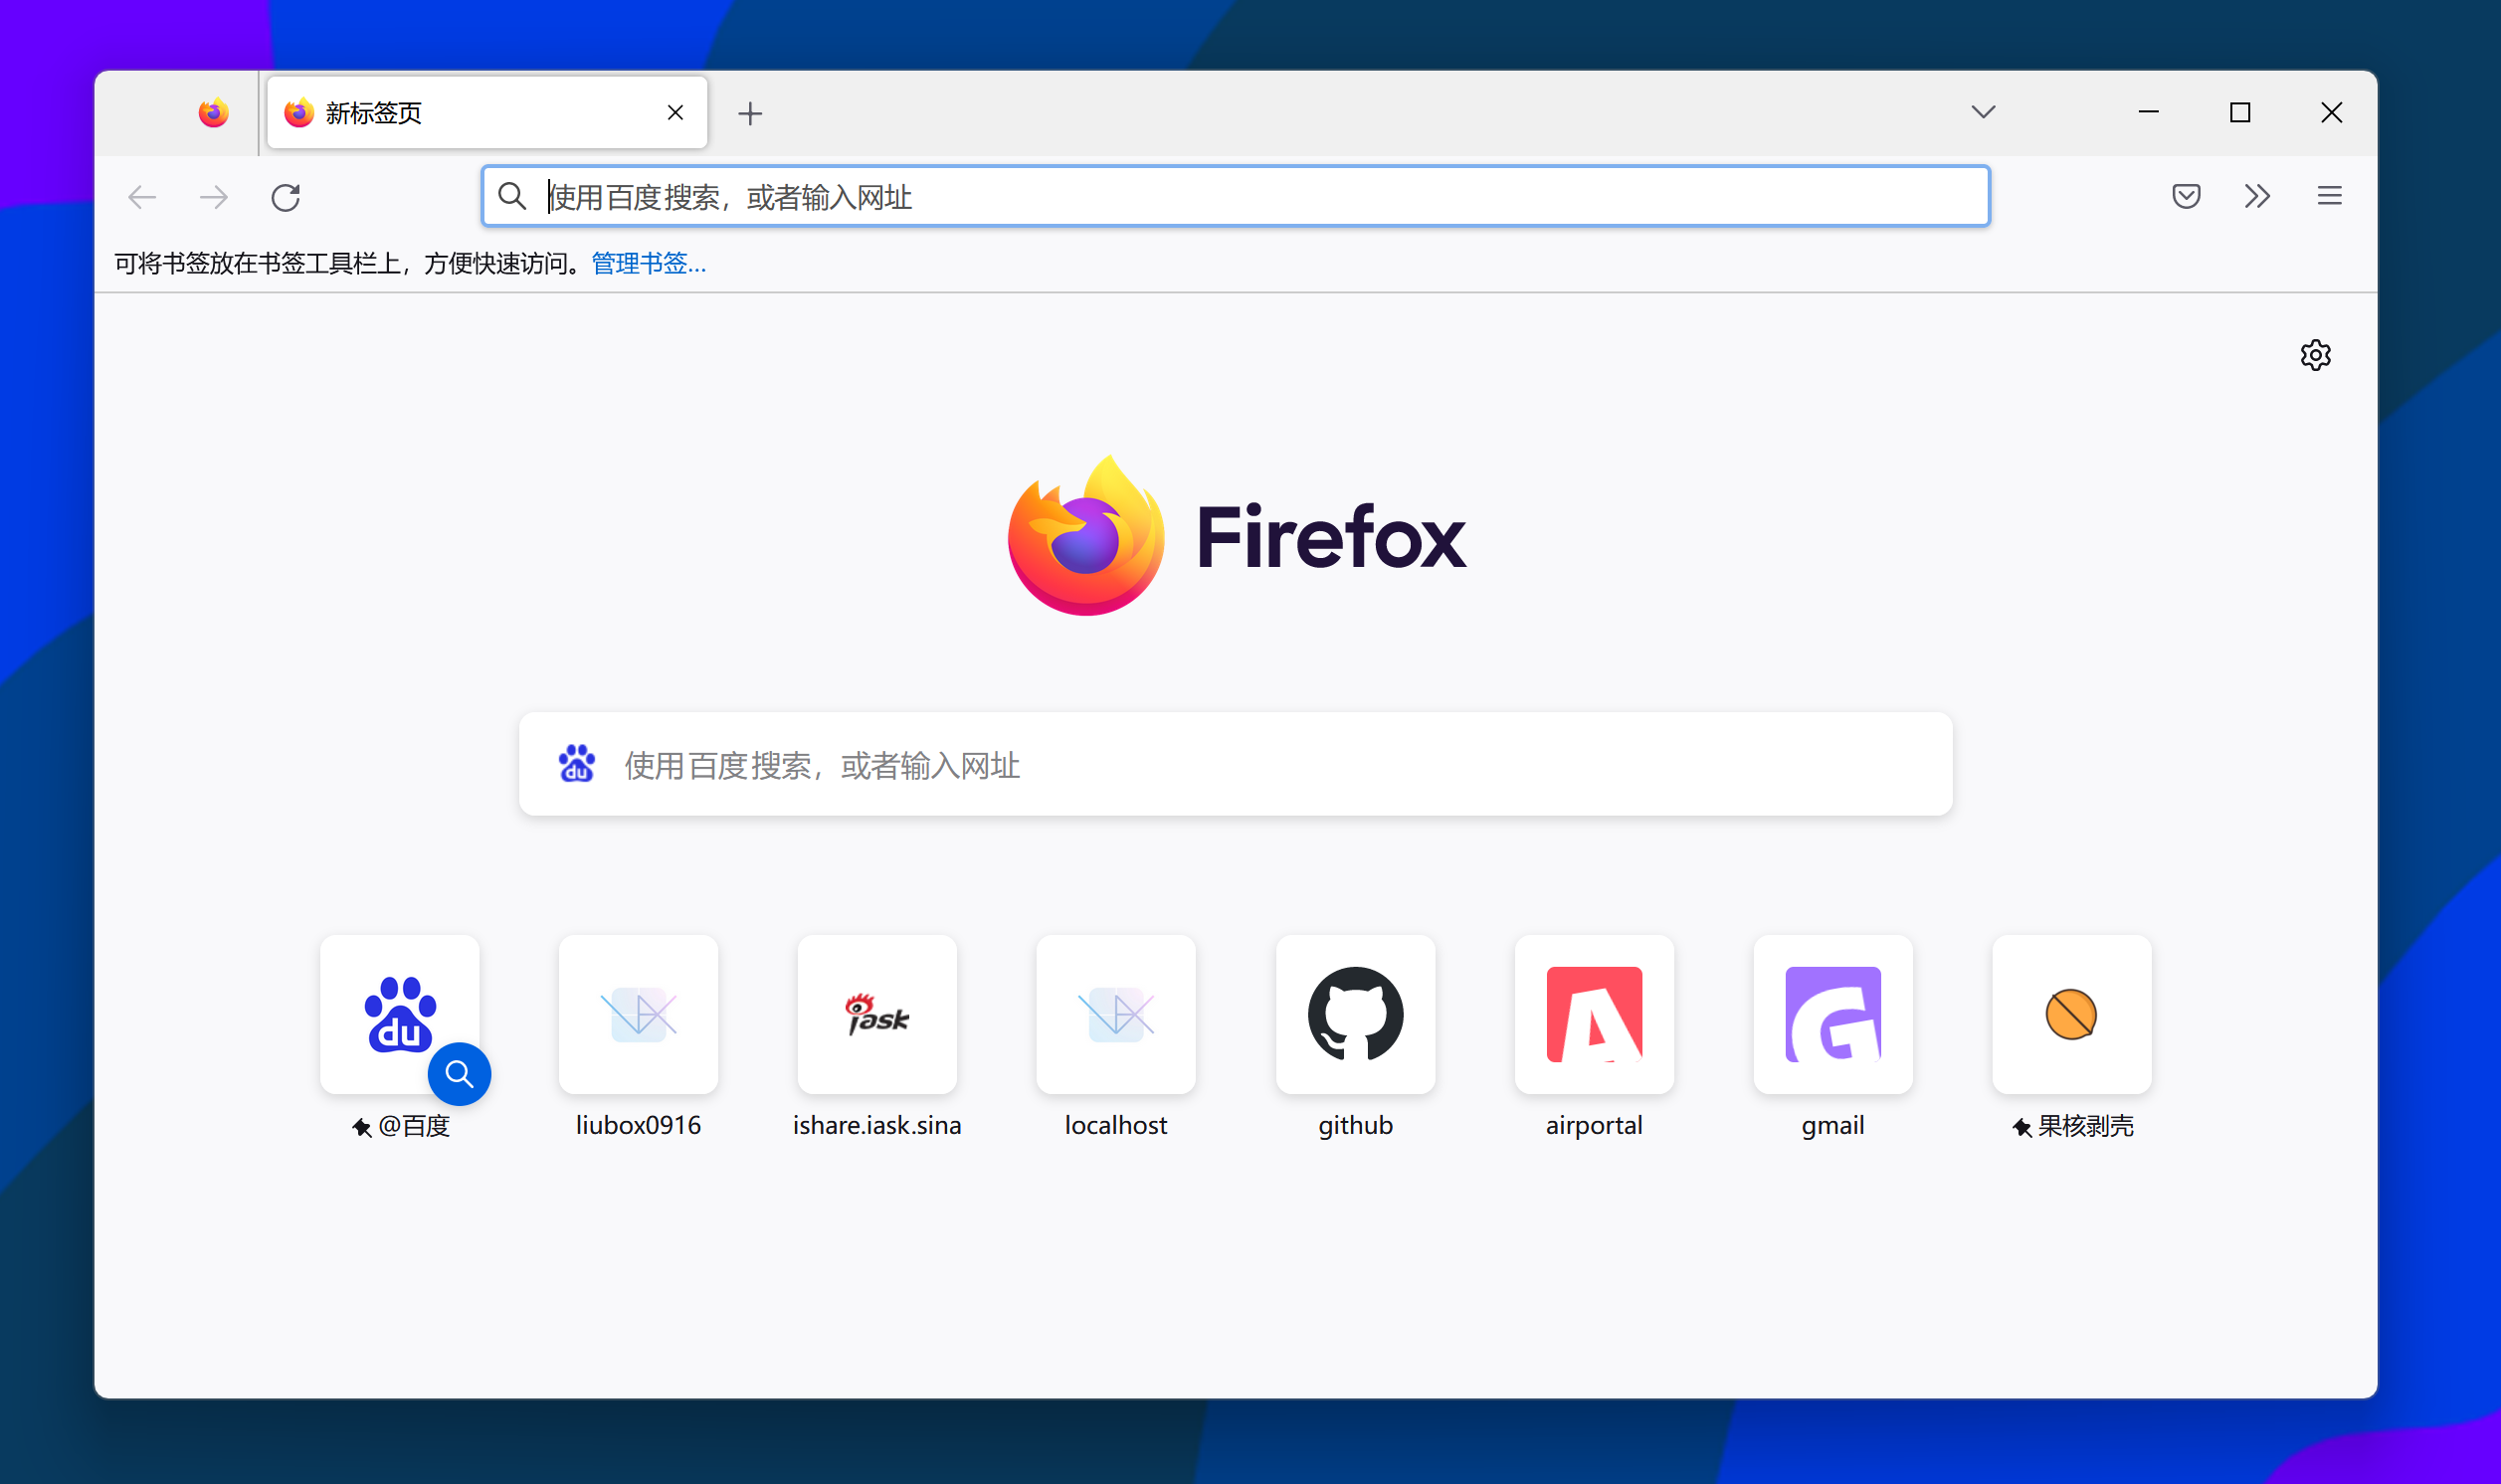 新标签页
使用百度搜索，或者输入网址
可将书签放在书签工具栏上，方便快速访问。管理书签...
Firefox
du 使用百度搜索，或者输入网址
du
iask
A
G
@百度
liubox0916
ishare.iask.sina
localhost
github
airportal
gmail
果核剥壳